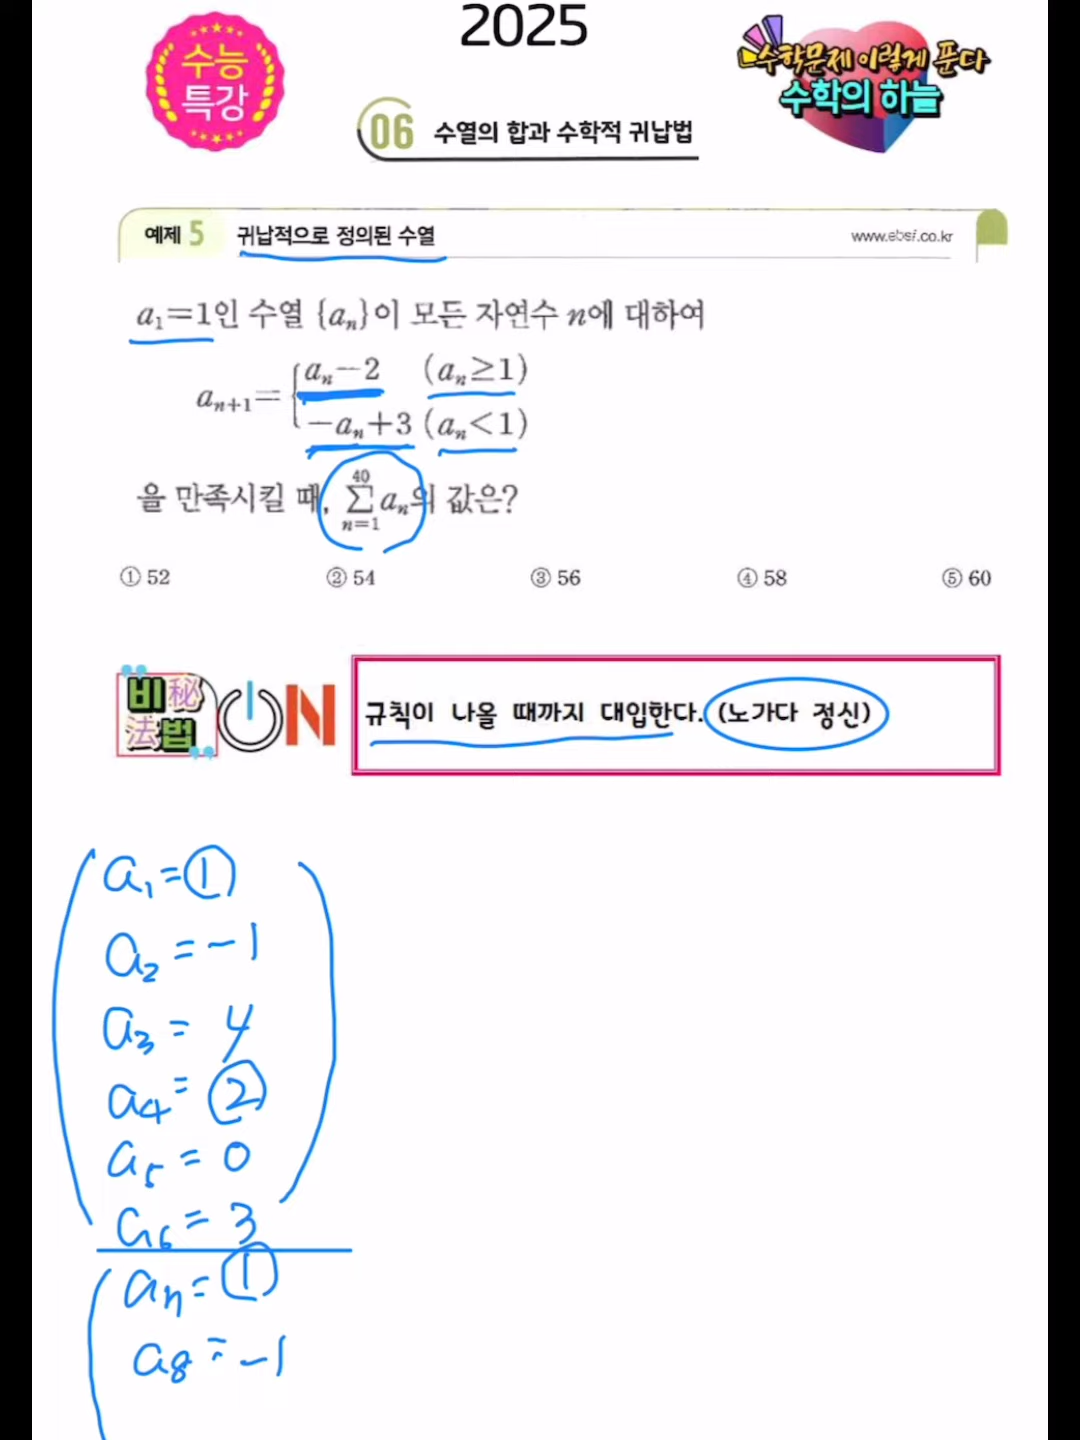 2025
수능
특강
수학문제 이렇게 푼다
수학의 하늘
06 수열의 합과 수학적 귀납법
예제 5 귀납적으로 정의된 수열 www.ebsi.co.kr
a₁=1인 수열 {aₙ}이 모든 자연수 n에 대하여
aₙ₊₁={aₙ-2 (aₙ≥1)
-aₙ+3 (aₙ<1)
을 만족시킬 때, ∑ₙ₌₁⁴⁰ aₙ의 값은?
① 52 ② 54 ③ 56 ④ 58 ⑤ 60
비秘
法법
ON
규칙이 나올 때까지 대입한다. (노가다 정신)
a₁=①
a₂=-1
a₃=4
a₄=②
a₅=0
a₆=3
a₇=①
a₈=-1